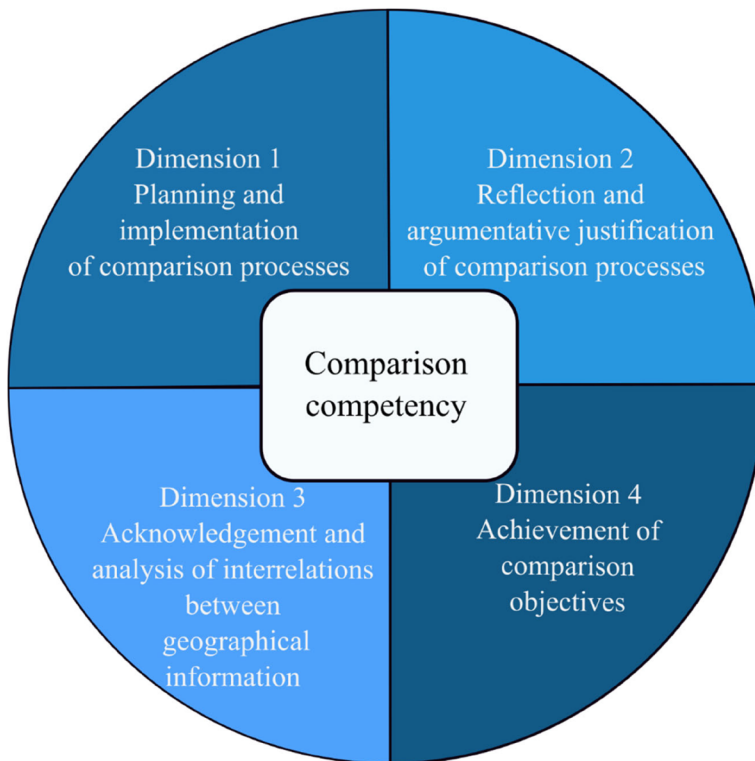 Dimension 1
Planning and
implementation
of comparison processes
Dimension 2
Reflection and
argumentative justification
of comparison processes
Comparison
competency
Dimension 3
Acknowledgement and
analysis of interrelations
between
geographical
information
Dimension 4
Achievement of
comparison
objectives